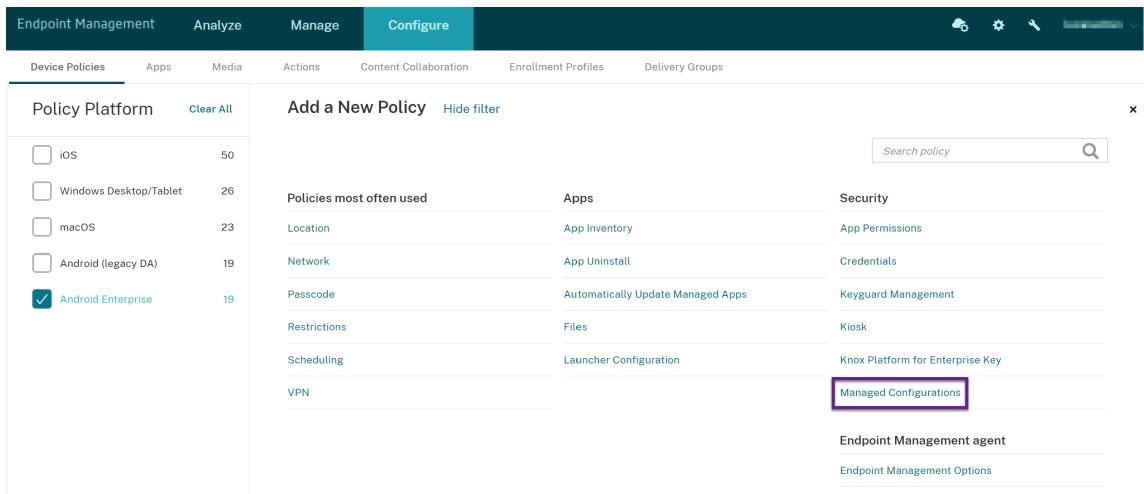 Endpoint Management Analyze Manage Configure
Device Policies Apps Media Actions Content Collaboration Enrollment Profiles Delivery Groups
Policy Platform Clear All
iOS 50
Windows Desktop/Tablet 26
macOS 23
Android (legacy DA) 19
Android Enterprise 19
Add a New Policy Hide filter ×
Search policy
Policies most often used
Location
Network
Passcode
Restrictions
Scheduling
VPN
Apps
App Inventory
App Uninstall
Automatically Update Managed Apps
Files
Launcher Configuration
Security
App Permissions
Credentials
Keyguard Management
Kiosk
Knox Platform for Enterprise Key
Managed Configurations
Endpoint Management agent
Endpoint Management Options